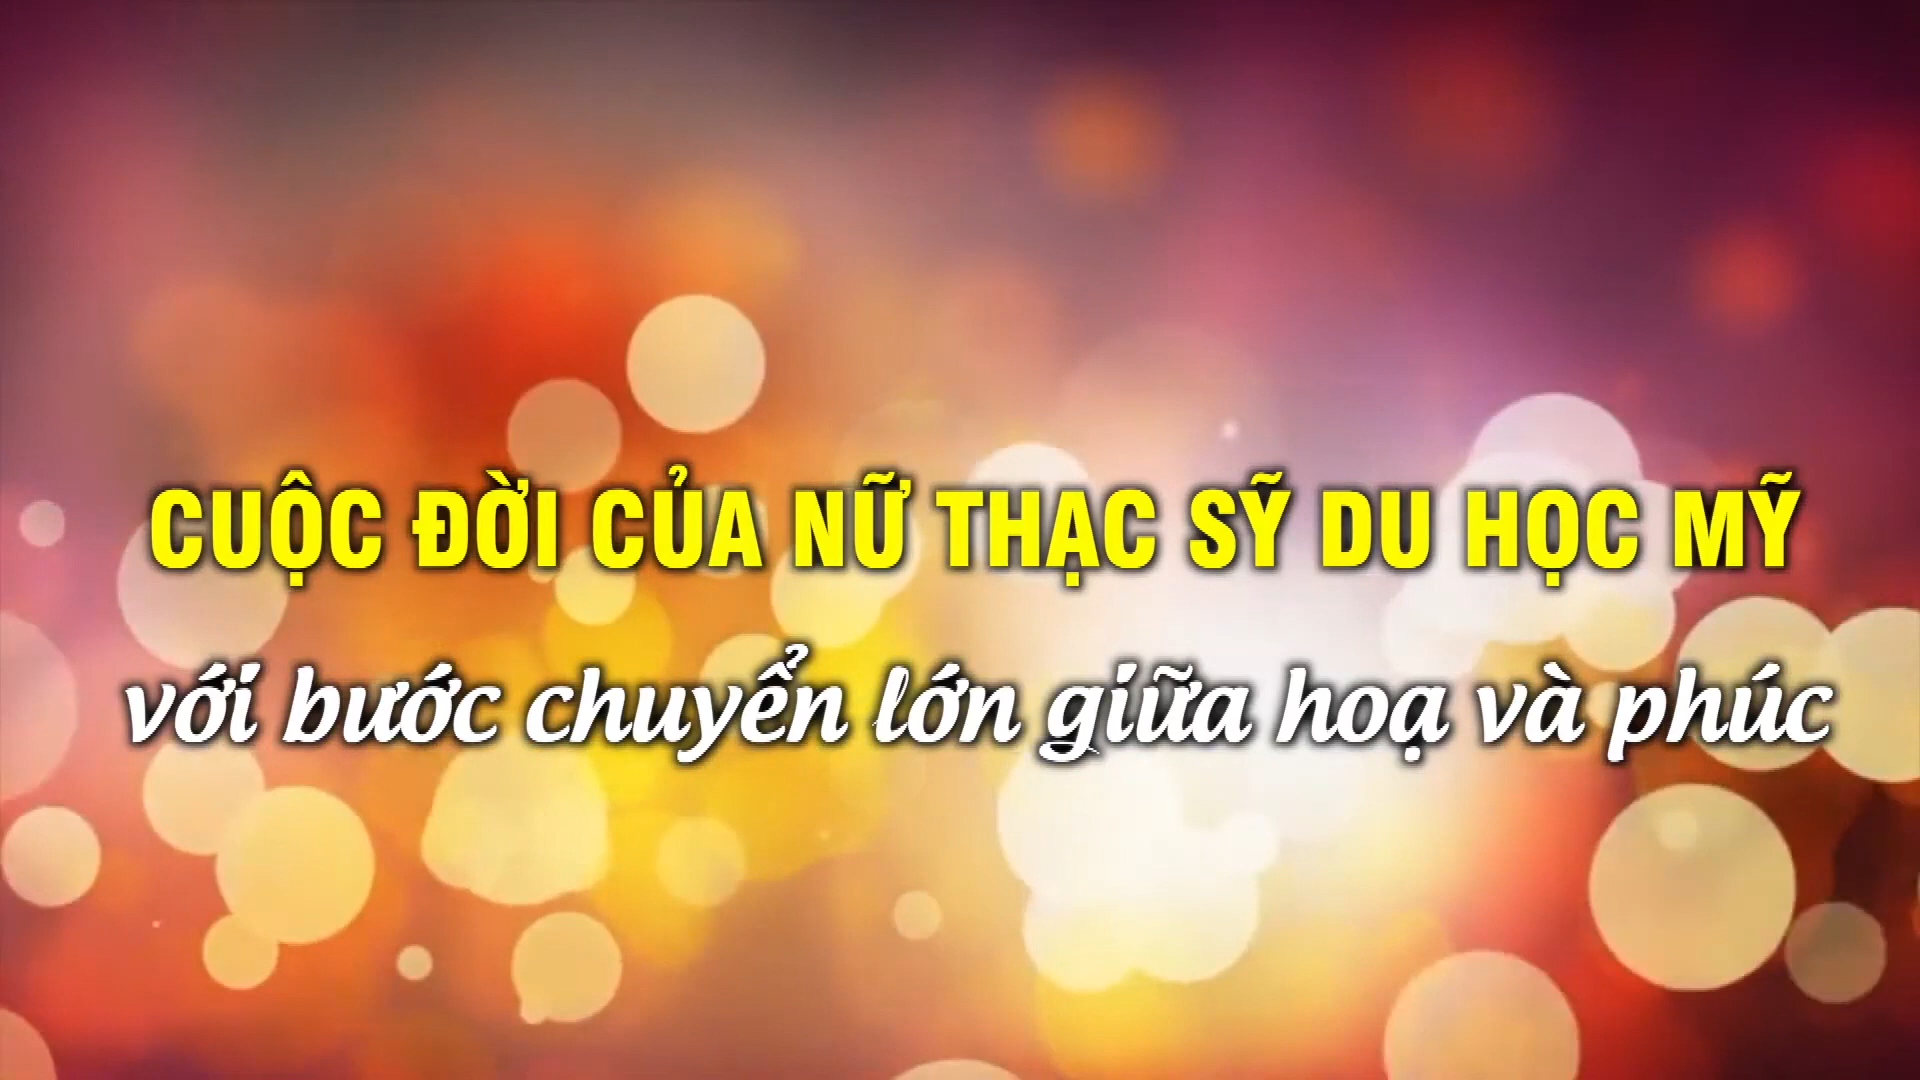 CUỘC ĐỜI CỦA NỮ THẠC SỸ DU HỌC MỸ
với bước chuyển lớn giữa hoạ và phúc